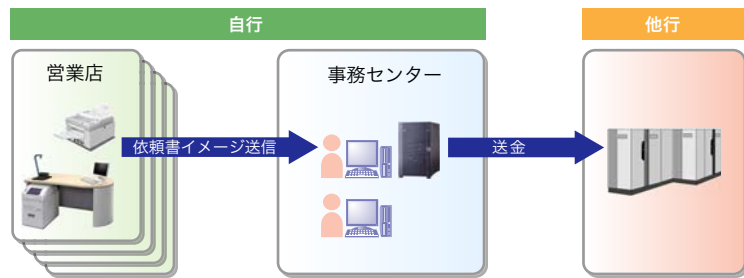 自行
他行
営業店
事務センター
依頼書イメージ送信
送金